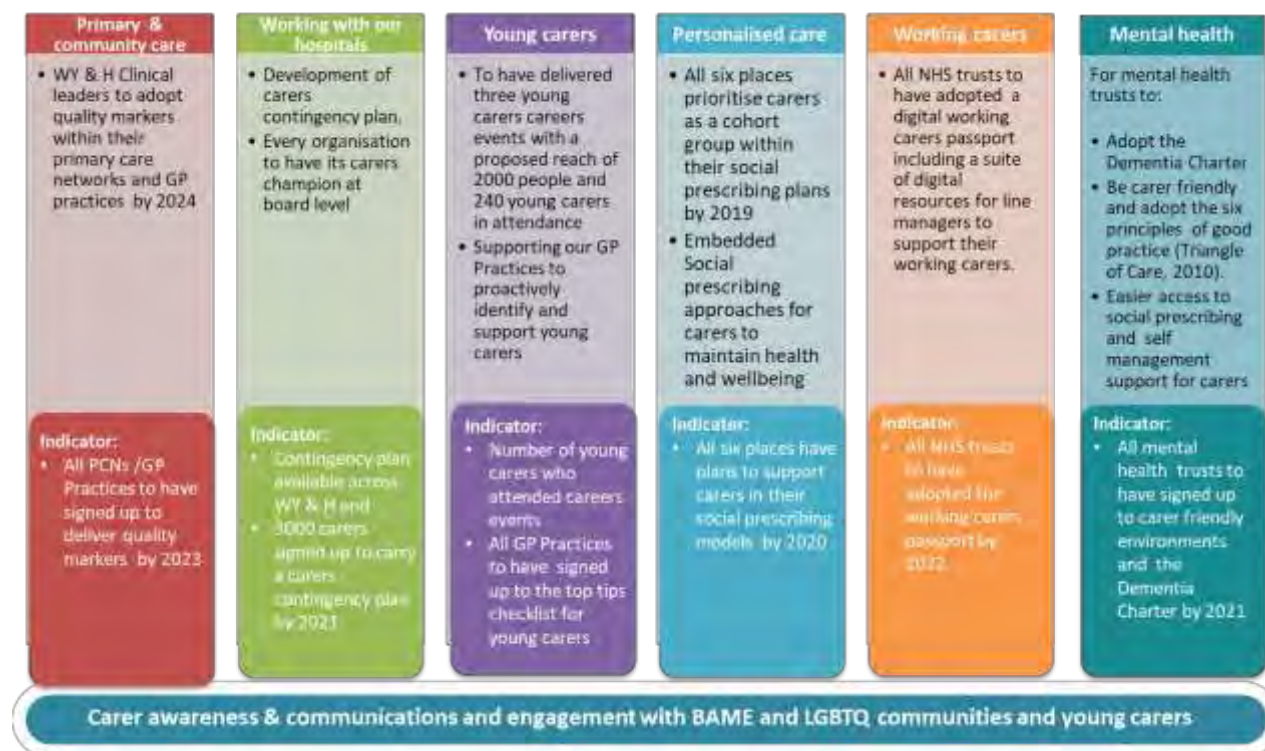 Primary &
community care
• WY & H Clinical
leaders to adopt
quality markers
within their
primary care
networks and GP
practices by 2024
Indicator:
• All PCNs /GP
Practices to have
signed up to
deliver quality
markers by 2023
Working with our
hospitals
• Development of
carers
contingency plan.
• Every organisation
to have its carers
champion at
board level
Indicator:
• Contingency plan
available across
WY & H and
• 3000 carers
signed up to carry
a carers
contingency plan
by 2021
Young carers
• To have delivered
three young
carers careers
events with a
proposed reach of
2000 people and
240 young carers
in attendance
• Supporting our GP
Practices to
proactively
identify and
support young
carers
Indicator:
• Number of young
carers who
attended careers
events
• All GP Practices
to have signed
up to the top tips
checklist for
young carers
Personalised care
• All six places
prioritise carers
as a cohort
group within
their social
prescribing plans
by 2019
• Embedded
Social
prescribing
approaches for
carers to
maintain health
and wellbeing
Indicator:
• All six places have
plans to support
carers in their
social prescribing
models by 2020
Working carers
• All NHS trusts to
have adopted a
digital working
carers passport
including a suite
of digital
resources for line
managers to
support their
working carers.
Indicator:
• All NHS trusts
to have
adopted the
working carers
passport by
2022.
Mental health
For mental health
trusts to:
• Adopt the
Dementia Charter
• Be carer friendly
and adopt the six
principles of good
practice (Triangle
of Care, 2010).
• Easier access to
social prescribing
and self
management
support for carers
Indicator:
• All mental
health trusts to
have signed up
to carer friendly
environments
and the
Dementia
Charter by 2021
Carer awareness & communications and engagement with BAME and LGBTQ communities and young carers